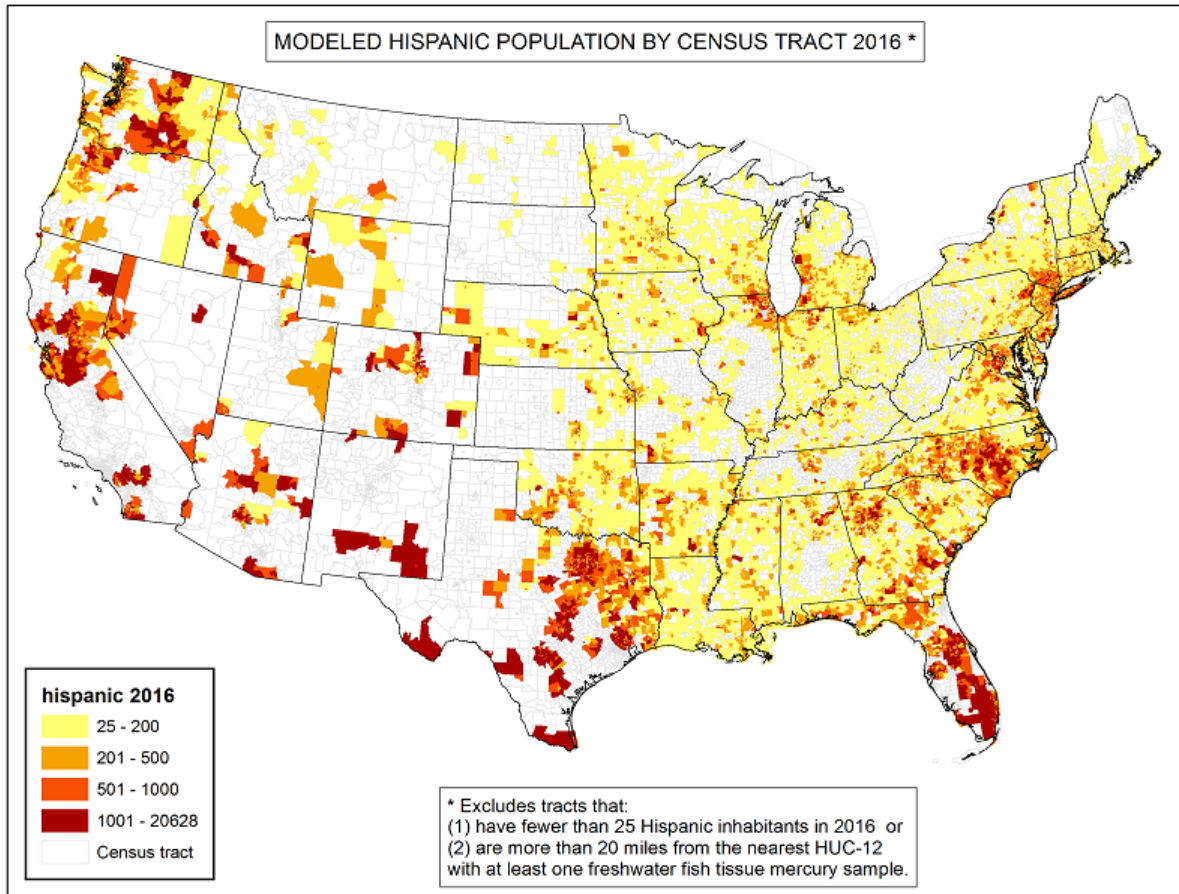 MODELED HISPANIC POPULATION BY CENSUS TRACT 2016 *
hispanic 2016
25 - 200
201 - 500
501 - 1000
1001 - 20628
Census tract
* Excludes tracts that:
(1) have fewer than 25 Hispanic inhabitants in 2016 or
(2) are more than 20 miles from the nearest HUC-12
with at least one freshwater fish tissue mercury sample.